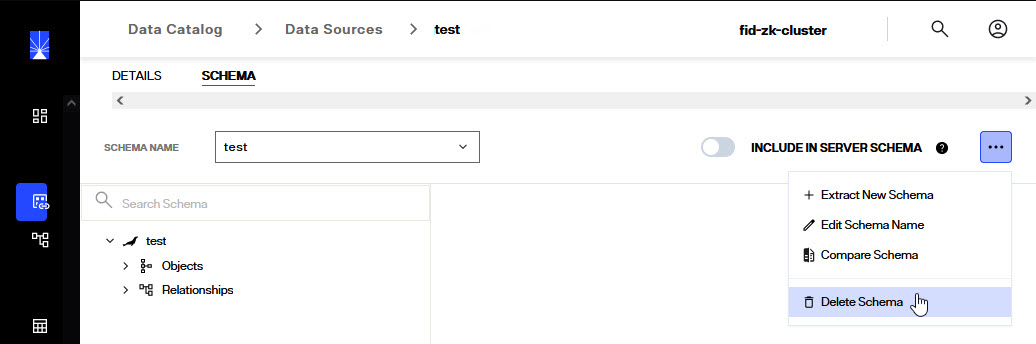 Data Catalog > Data Sources > test
fid-zk-cluster
DETAILS
SCHEMA
SCHEMA NAME
test
INCLUDE IN SERVER SCHEMA
?
...
Extract New Schema
Edit Schema Name
Compare Schema
Delete Schema
Search Schema
test
Objects
Relationships